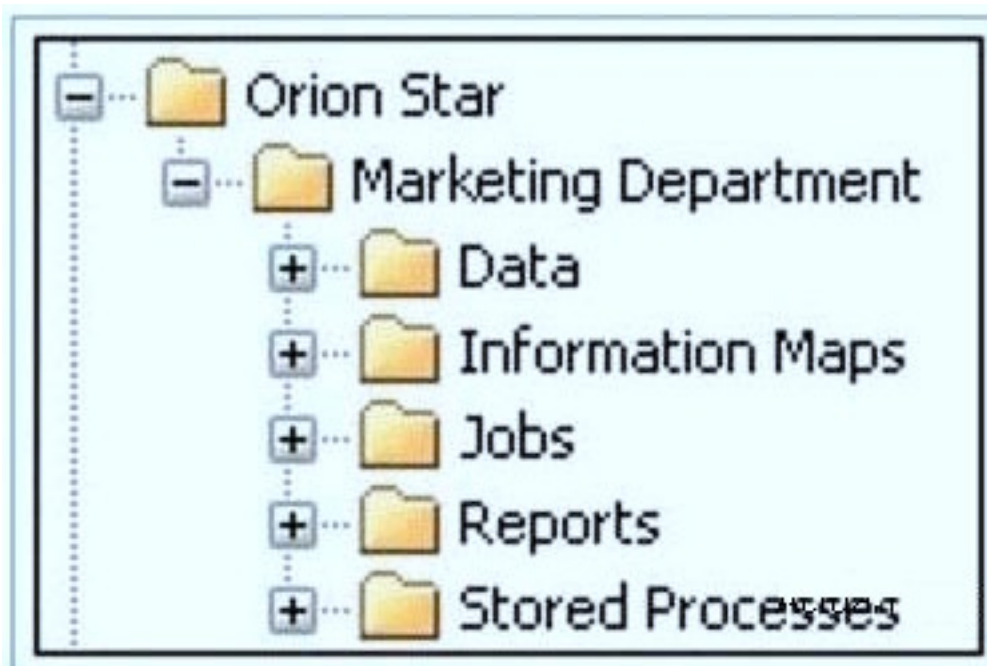 Orion Star
Marketing Department
Data
Information Maps
Jobs
Reports
Stored Processes